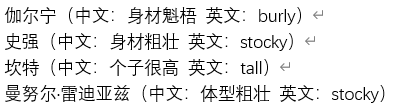 伽尔宁（中文：身材魁梧 英文：burly）
史强（中文：身材粗壮 英文：stocky）
坎特（中文：个子很高 英文：tall）
曼努尔·雷迪亚兹（中文：体型粗壮 英文：stocky）